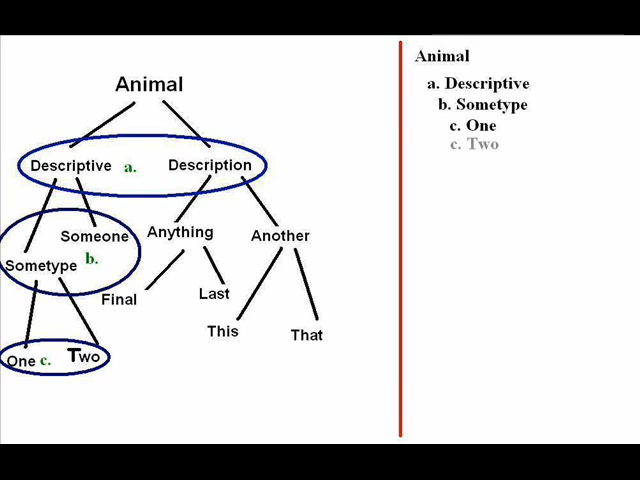 Animal
Descriptive a. Description
Someone Anything Another
Sometype b.
Final Last
This That
One c. Two
Animal
a. Descriptive
b. Sometype
c. One
c. Two